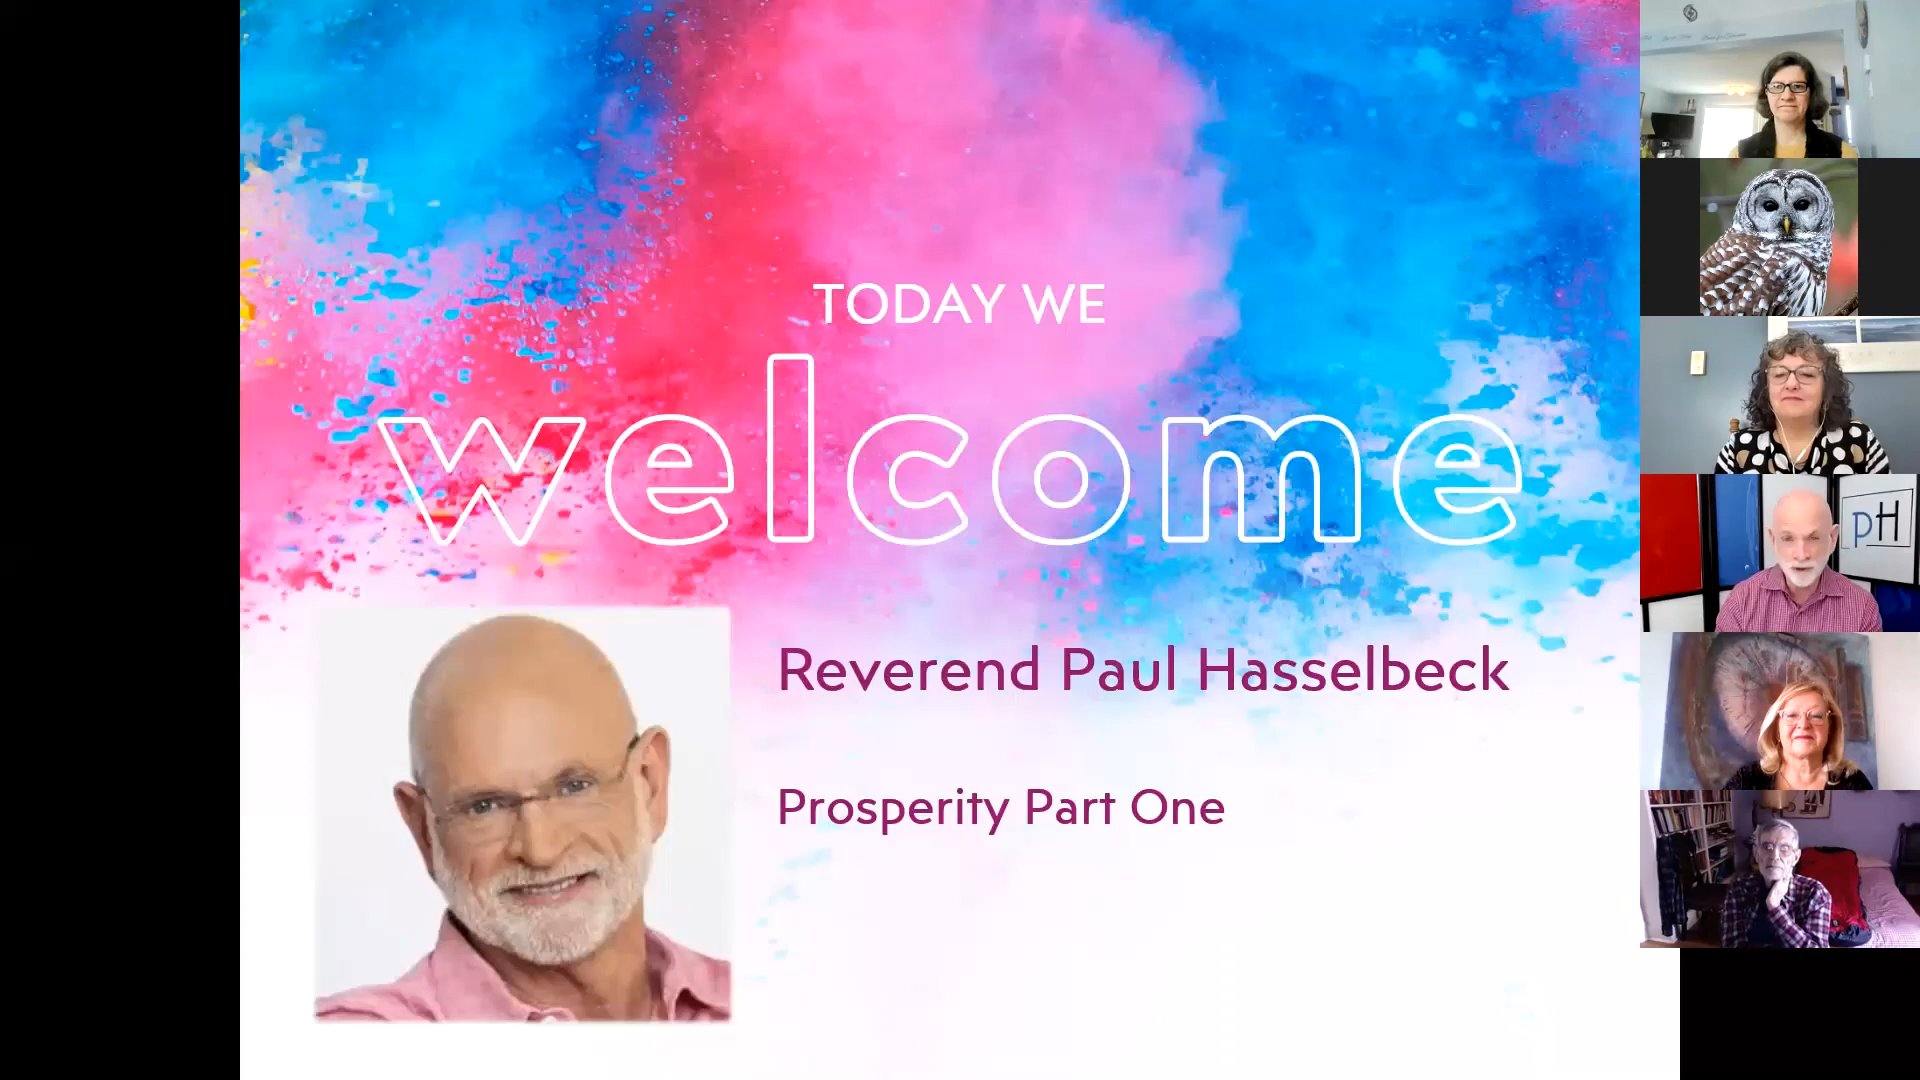 TODAY WE
welcome
Reverend Paul Hasselbeck
Prosperity Part One
pH